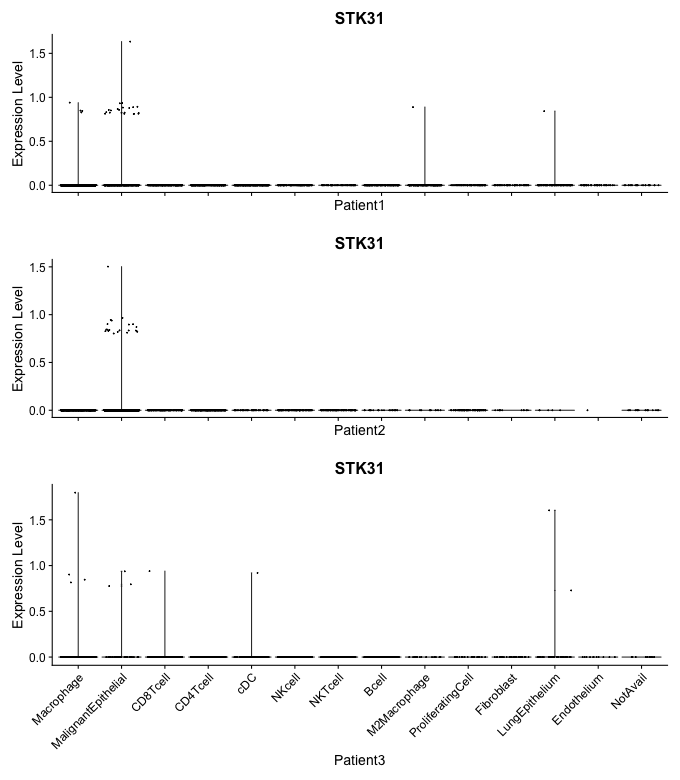 STK31
Expression Level
1.5
1.0
0.5
0.0
Patient1
STK31
Expression Level
1.5
1.0
0.5
0.0
Patient2
STK31
Expression Level
1.5
1.0
0.5
0.0
Macrophage
MalignantEpithelial
CD8Tcell
CD4Tcell
cDC
NKcell
NKTcell
Bcell
M2Macrophage
ProliferatingCell
Fibroblast
LungEpithelium
Endothelium
NotAvail
Patient3